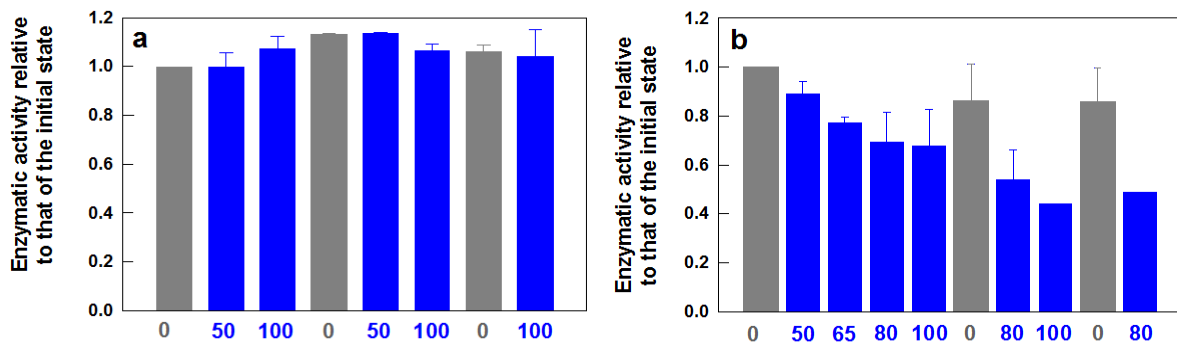 Enzymatic activity relative
to that of the initial state
a
1.2
1.0
0.8
0.6
0.4
0.2
0.0
0 50 100 0 50 100 0 100
Enzymatic activity relative
to that of the initial state
b
1.2
1.0
0.8
0.6
0.4
0.2
0.0
0 50 65 80 100 0 80 100 0 80